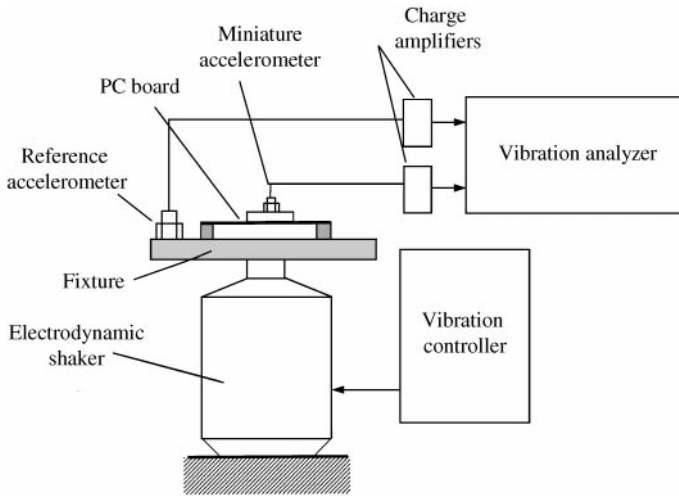 Charge
amplifiers
Miniature
accelerometer
PC board
Vibration analyzer
Reference
accelerometer
Fixture
Vibration
controller
Electrodynamic
shaker